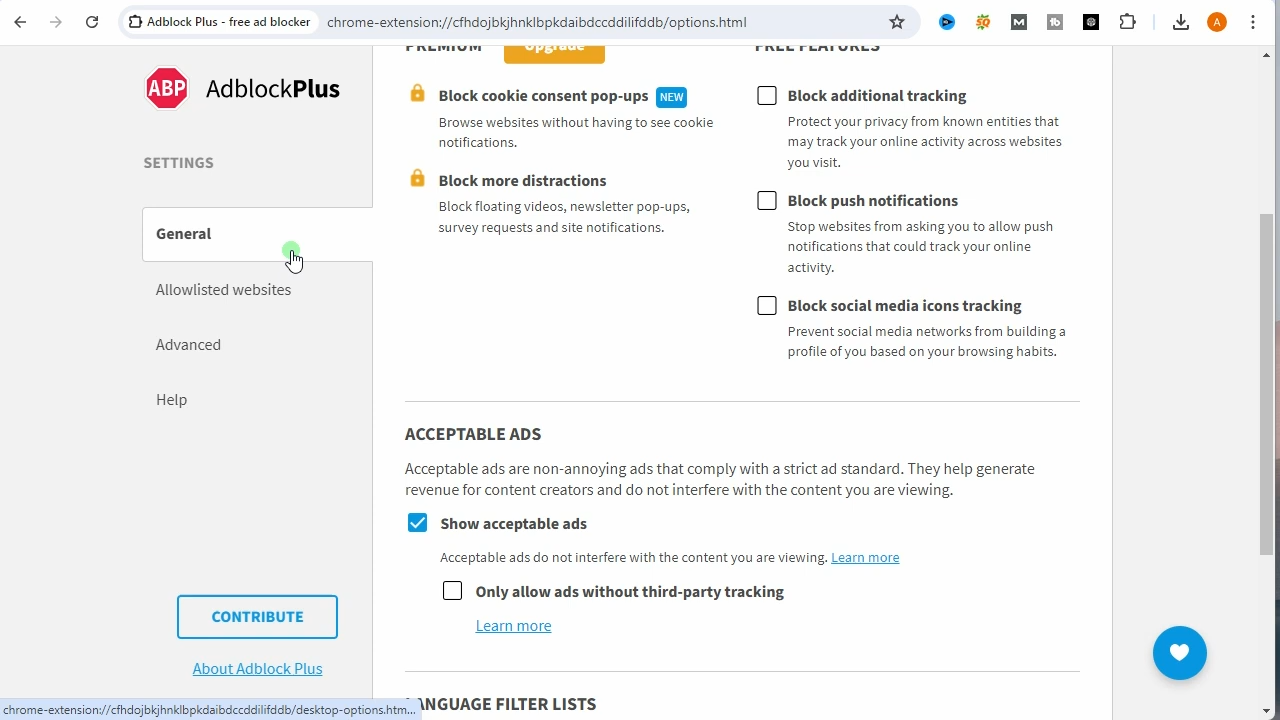 Adblock Plus - free ad blocker
chrome-extension://cfhdojbkjhnklbpkdaibdccddilifddb/options.html
A
ABP AdblockPlus
SETTINGS
General
Allowlisted websites
Advanced
Help
CONTRIBUTE
About Adblock Plus
PREMIUM
Upgrade
Block cookie consent pop-ups NEW
Browse websites without having to see cookie
notifications.
Block more distractions
Block floating videos, newsletter pop-ups,
survey requests and site notifications.
FREE FEATURES
Block additional tracking
Protect your privacy from known entities that
may track your online activity across websites
you visit.
Block push notifications
Stop websites from asking you to allow push
notifications that could track your online
activity.
Block social media icons tracking
Prevent social media networks from building a
profile of you based on your browsing habits.
ACCEPTABLE ADS
Acceptable ads are non-annoying ads that comply with a strict ad standard. They help generate
revenue for content creators and do not interfere with the content you are viewing.
Show acceptable ads
Acceptable ads do not interfere with the content you are viewing. Learn more
Only allow ads without third-party tracking
Learn more
LANGUAGE FILTER LISTS
chrome-extension://cfhdojbkjhnklbpkdaibdccddilifddb/desktop-options.htm...